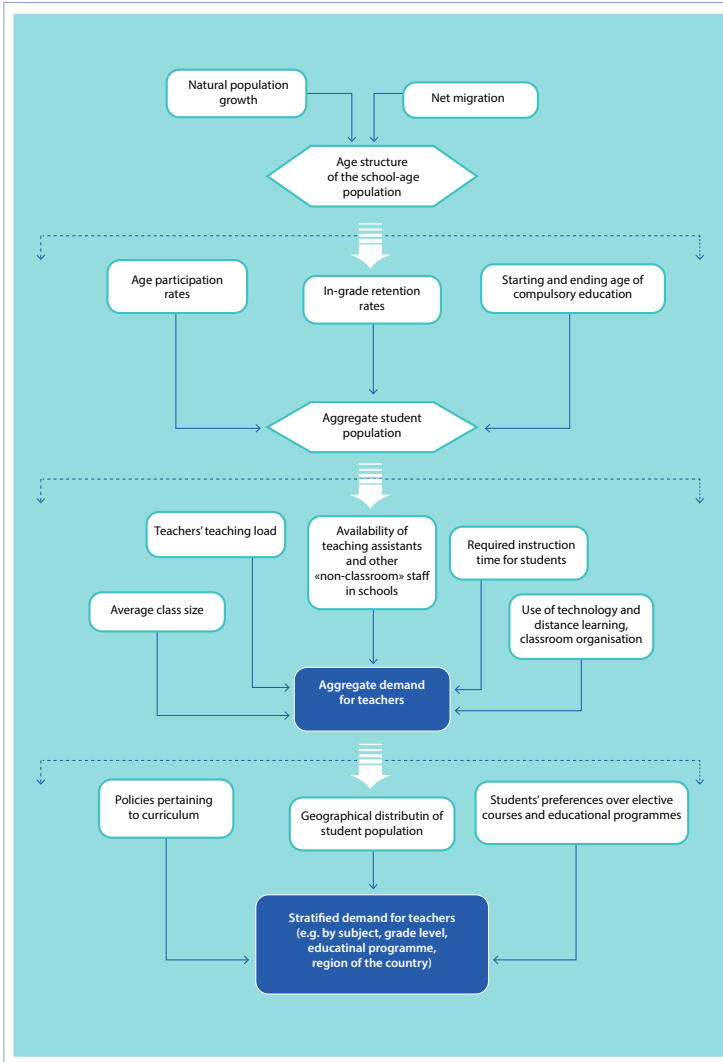 Natural population
growth
Net migration
Age structure
of the school-age
population
Age participation
rates
In-grade retention
rates
Starting and ending age of
compulsory education
Aggregate student
population
Teachers' teaching load
Availability of
teaching assistants
and other
«non-classroom» staff
in schools
Required instruction
time for students
Average class size
Use of technology and
distance learning,
classroom organisation
Aggregate demand
for teachers
Policies pertaining
to curriculum
Geographical distributin of
student population
Students' preferences over elective
courses and educational programmes
Stratified demand for teachers
(e.g. by subject, grade level,
educatinal programme,
region of the country)